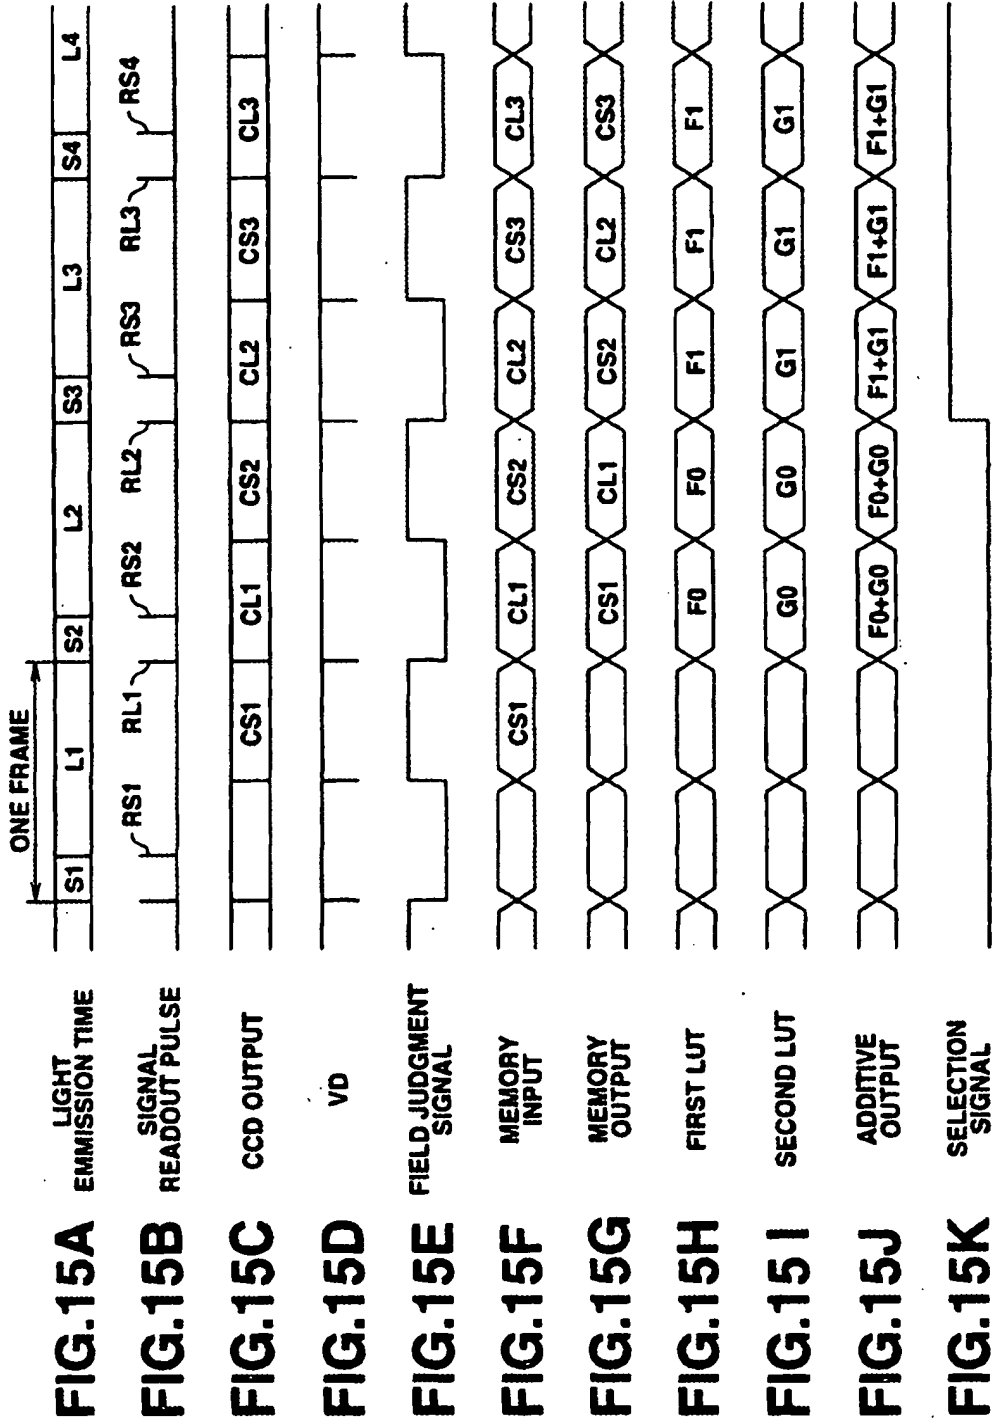 ONE FRAME
FIG.15A
LIGHT
EMMISSION TIME
S1 L1 S2 L2 S3 L3 S4 L4
FIG.15B
SIGNAL
READOUT PULSE
RS1 RL1 RS2 RL2 RS3 RL3 RS4
FIG.15C
CCD OUTPUT
CS1 CL1 CS2 CL2 CS3 CL3
FIG.15D
VD
FIG.15E
FIELD JUDGMENT
SIGNAL
FIG.15F
MEMORY
INPUT
CS1 CL1 CS2 CL2 CS3 CL3
FIG.15G
MEMORY
OUTPUT
CS1 CL1 CS2 CL2 CS3
FIG.15H
FIRST LUT
F0 F0 F1 F1 F1
FIG.15I
SECOND LUT
G0 G0 G1 G1 G1
FIG.15J
ADDITIVE
OUTPUT
F0+G0 F0+G0 F1+G1 F1+G1 F1+G1
FIG.15K
SELECTION
SIGNAL